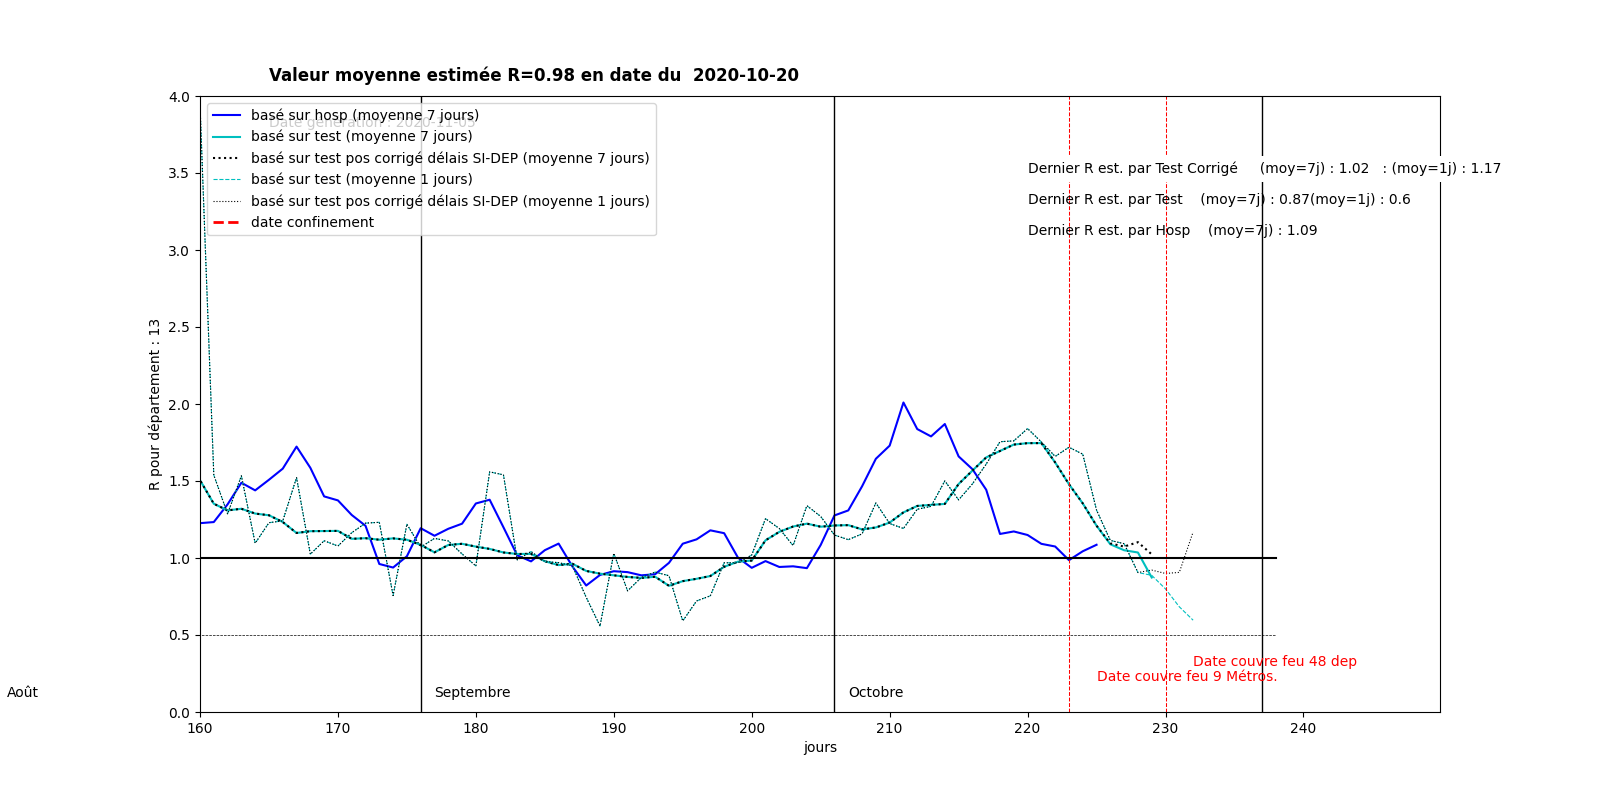 Valeur moyenne estimée R=0.98 en date du  2020-10-20
Date génération : 2020-11-05
basé sur hosp (moyenne 7 jours)
basé sur test (moyenne 7 jours)
basé sur test pos corrigé délais SI-DEP (moyenne 7 jours)
basé sur test (moyenne 1 jours)
basé sur test pos corrigé délais SI-DEP (moyenne 1 jours)
date confinement
Dernier R est. par Test Corrigé     (moy=7j) : 1.02   : (moy=1j) : 1.17
Dernier R est. par Test    (moy=7j) : 0.87(moy=1j) : 0.6
Dernier R est. par Hosp    (moy=7j) : 1.09
R pour département : 13
4.0
3.5
3.0
2.5
2.0
1.5
1.0
0.5
0.0
Date couvre feu 48 dep
Date couvre feu 9 Métros.
Août
Septembre
Octobre
160
170
180
190
200
210
220
230
240
jours